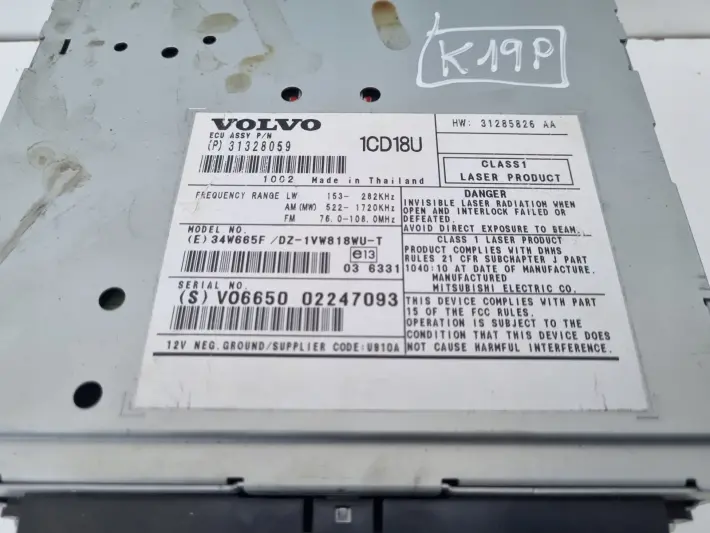 K19P
VOLVO
ECU ASSY P/N
(P) 31328059
1CD18U
HW: 31285826 AA
1002 Made in Thailand
CLASS1
LASER PRODUCT
FREQUENCY RANGE LW 153- 282KHz
AM (MW) 522-1720KHz
FM 76.0-108.0MHz
DANGER
INVISIBLE LASER RADIATION WHEN
OPEN AND INTERLOCK FAILED OR
DEFEATED.
AVOID DIRECT EXPOSURE TO BEAM.
MODEL NO.
(E) 34W665F /DZ-1VW818WU-T
e13
03 6331
CLASS 1 LASER PRODUCT
PRODUCT COMPLIES WITH DHHS
RULES 21 CFR SUBCHAPTER J PART
1040:10 AT DATE OF MANUFACTURE.
MANUFACTURED.
MITSUBISHI ELECTRIC CO.
SERIAL NO.
(S) VO6650 02247093
THIS DEVICE COMPLIES WITH PART
15 OF THE FCC RULES.
OPERATION IS SUBJECT TO THE
CONDITION THAT THIS DEVICE DOES
NOT CAUSE HARMFUL INTERFERENCE.
12V NEG.GROUND/SUPPLIER CODE:U910A